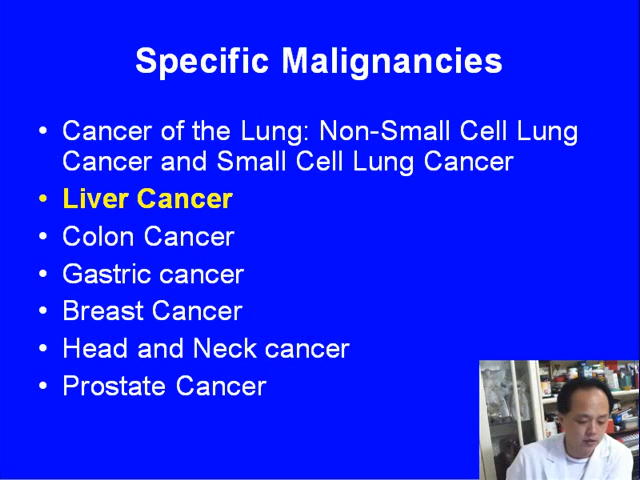 Specific Malignancies
• Cancer of the Lung: Non-Small Cell Lung
Cancer and Small Cell Lung Cancer
• Liver Cancer
• Colon Cancer
• Gastric cancer
• Breast Cancer
• Head and Neck cancer
• Prostate Cancer